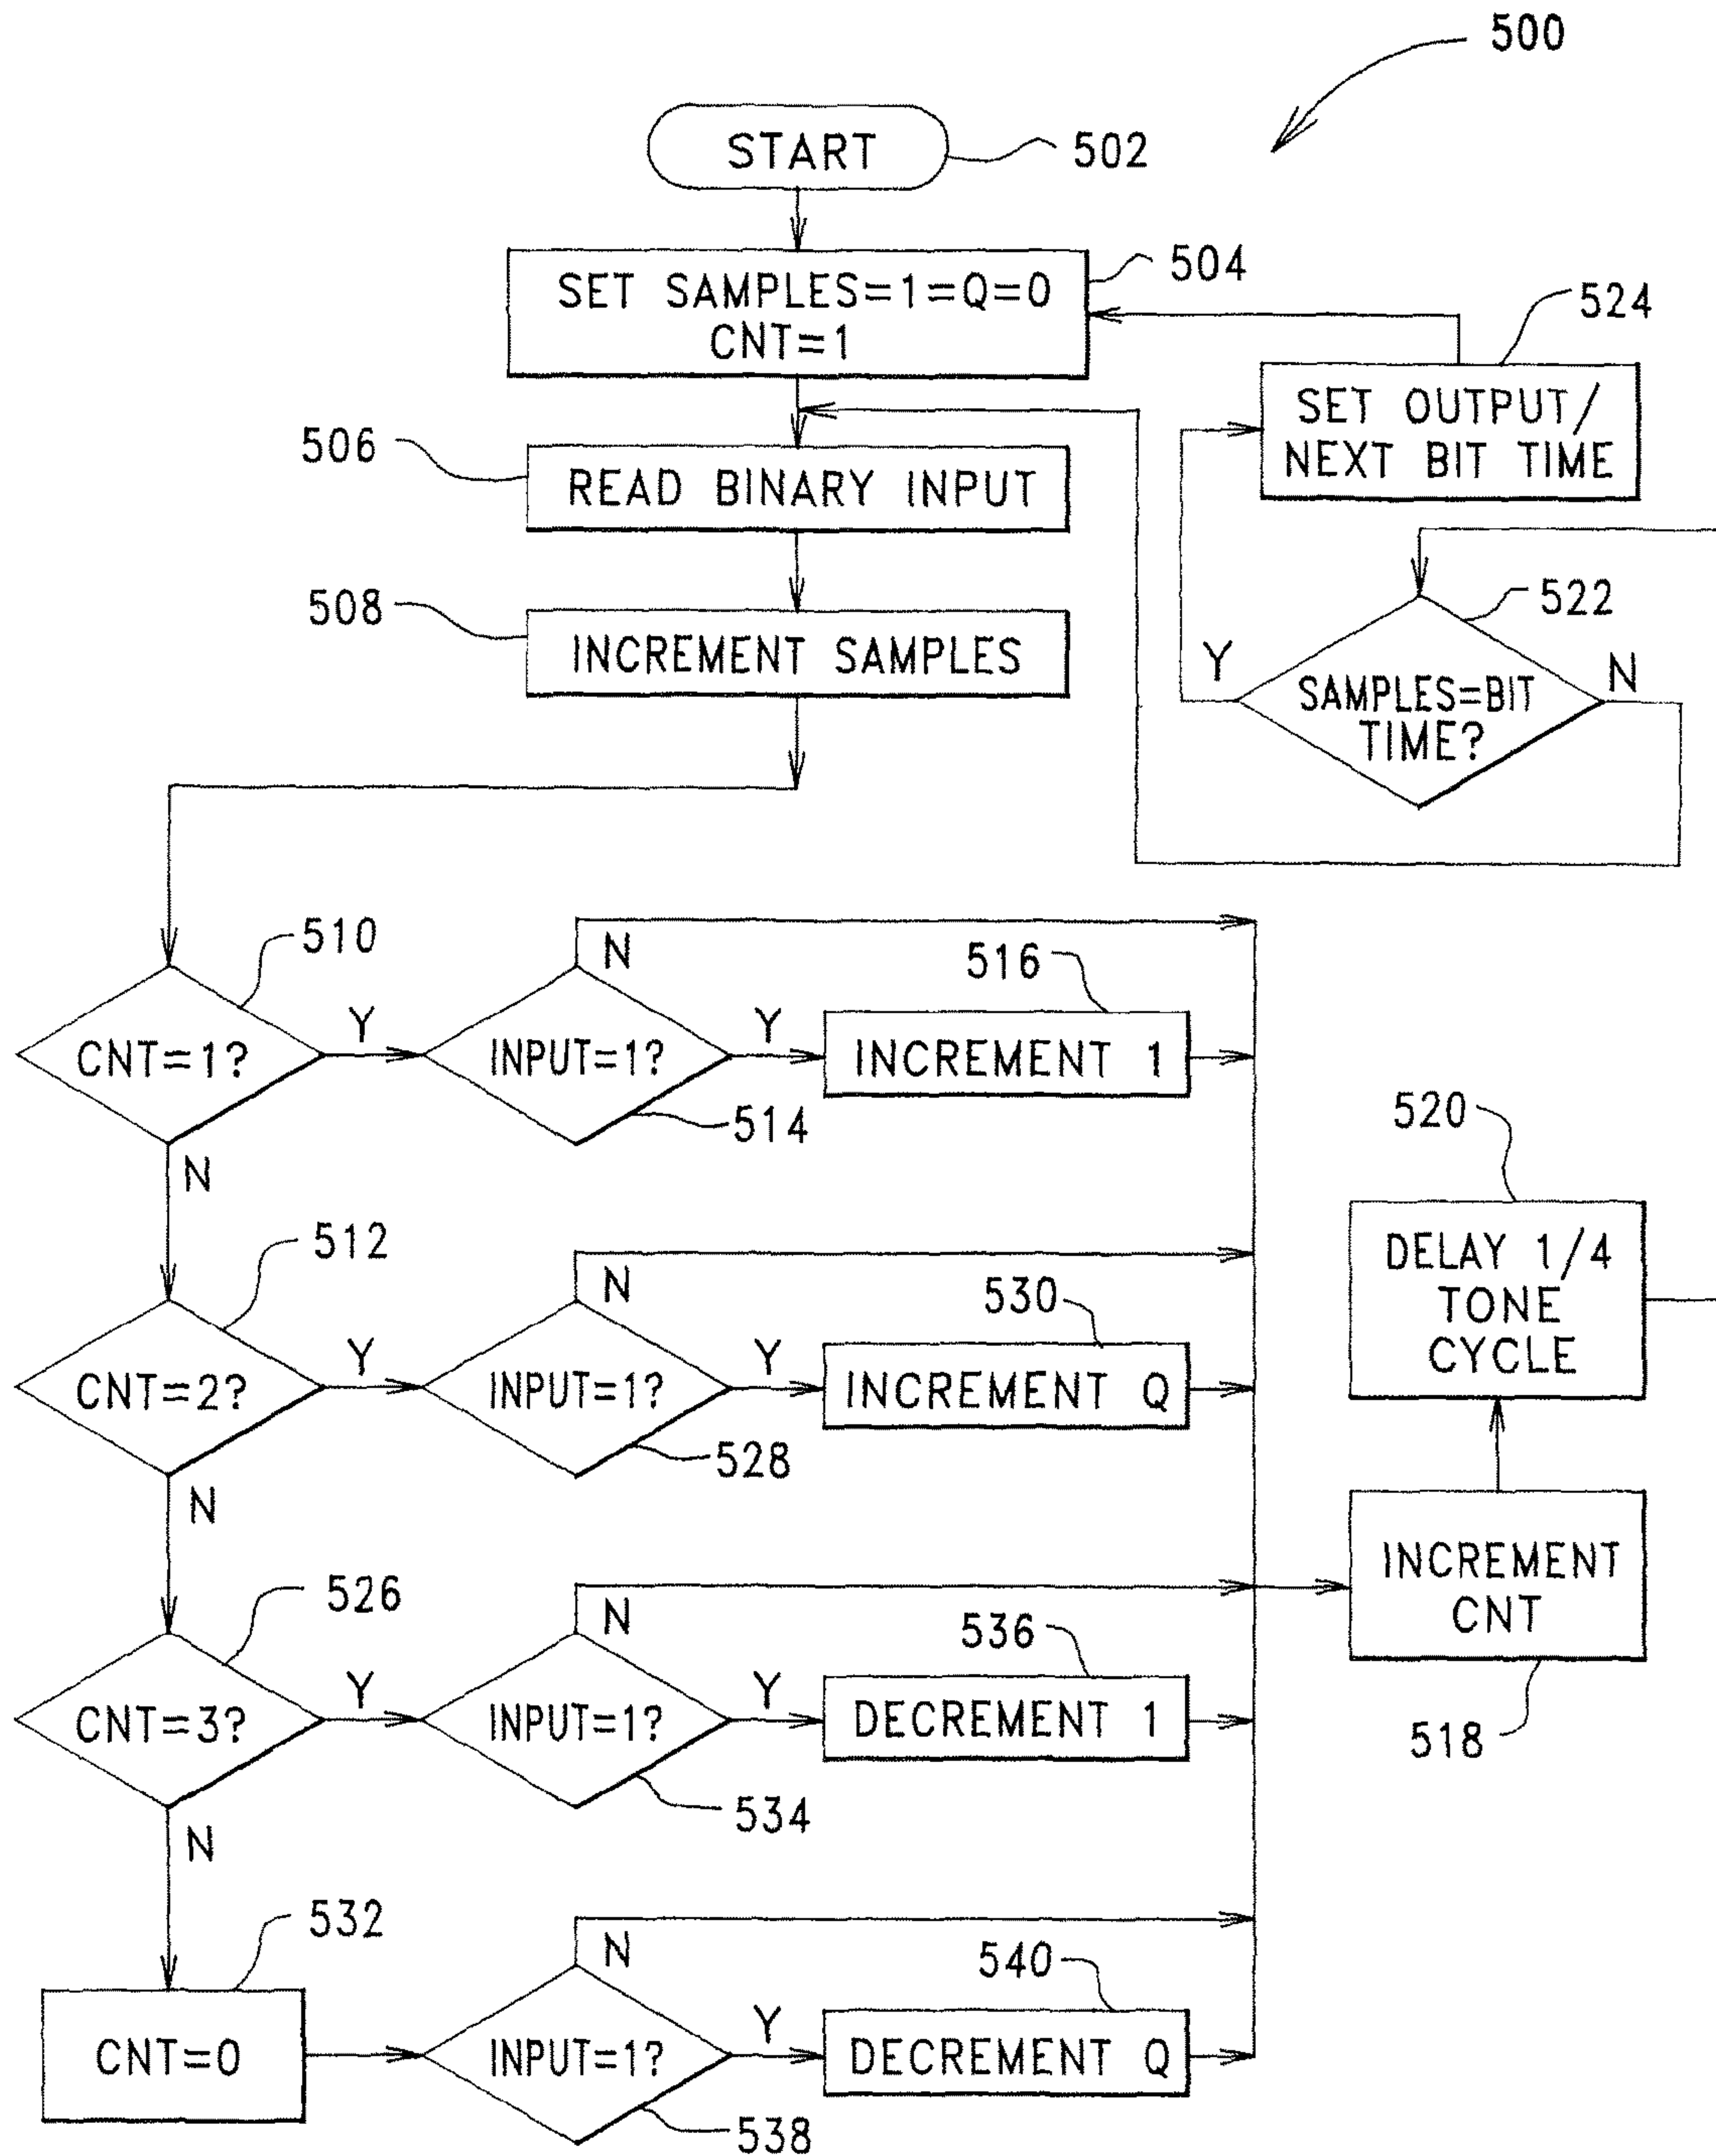 500
START
502
SET SAMPLES=1=Q=0
CNT=1
504
524
SET OUTPUT/
NEXT BIT TIME
506
READ BINARY INPUT
508
INCREMENT SAMPLES
522
Y
N
SAMPLES=BIT
TIME?
510
CNT=1?
Y
N
N
INPUT=1?
514
Y
516
INCREMENT 1
512
CNT=2?
Y
N
N
INPUT=1?
528
Y
530
INCREMENT Q
520
DELAY 1/4
TONE
CYCLE
526
CNT=3?
Y
N
N
INPUT=1?
534
Y
536
DECREMENT 1
INCREMENT
CNT
518
532
CNT=0
N
INPUT=1?
538
Y
540
DECREMENT Q